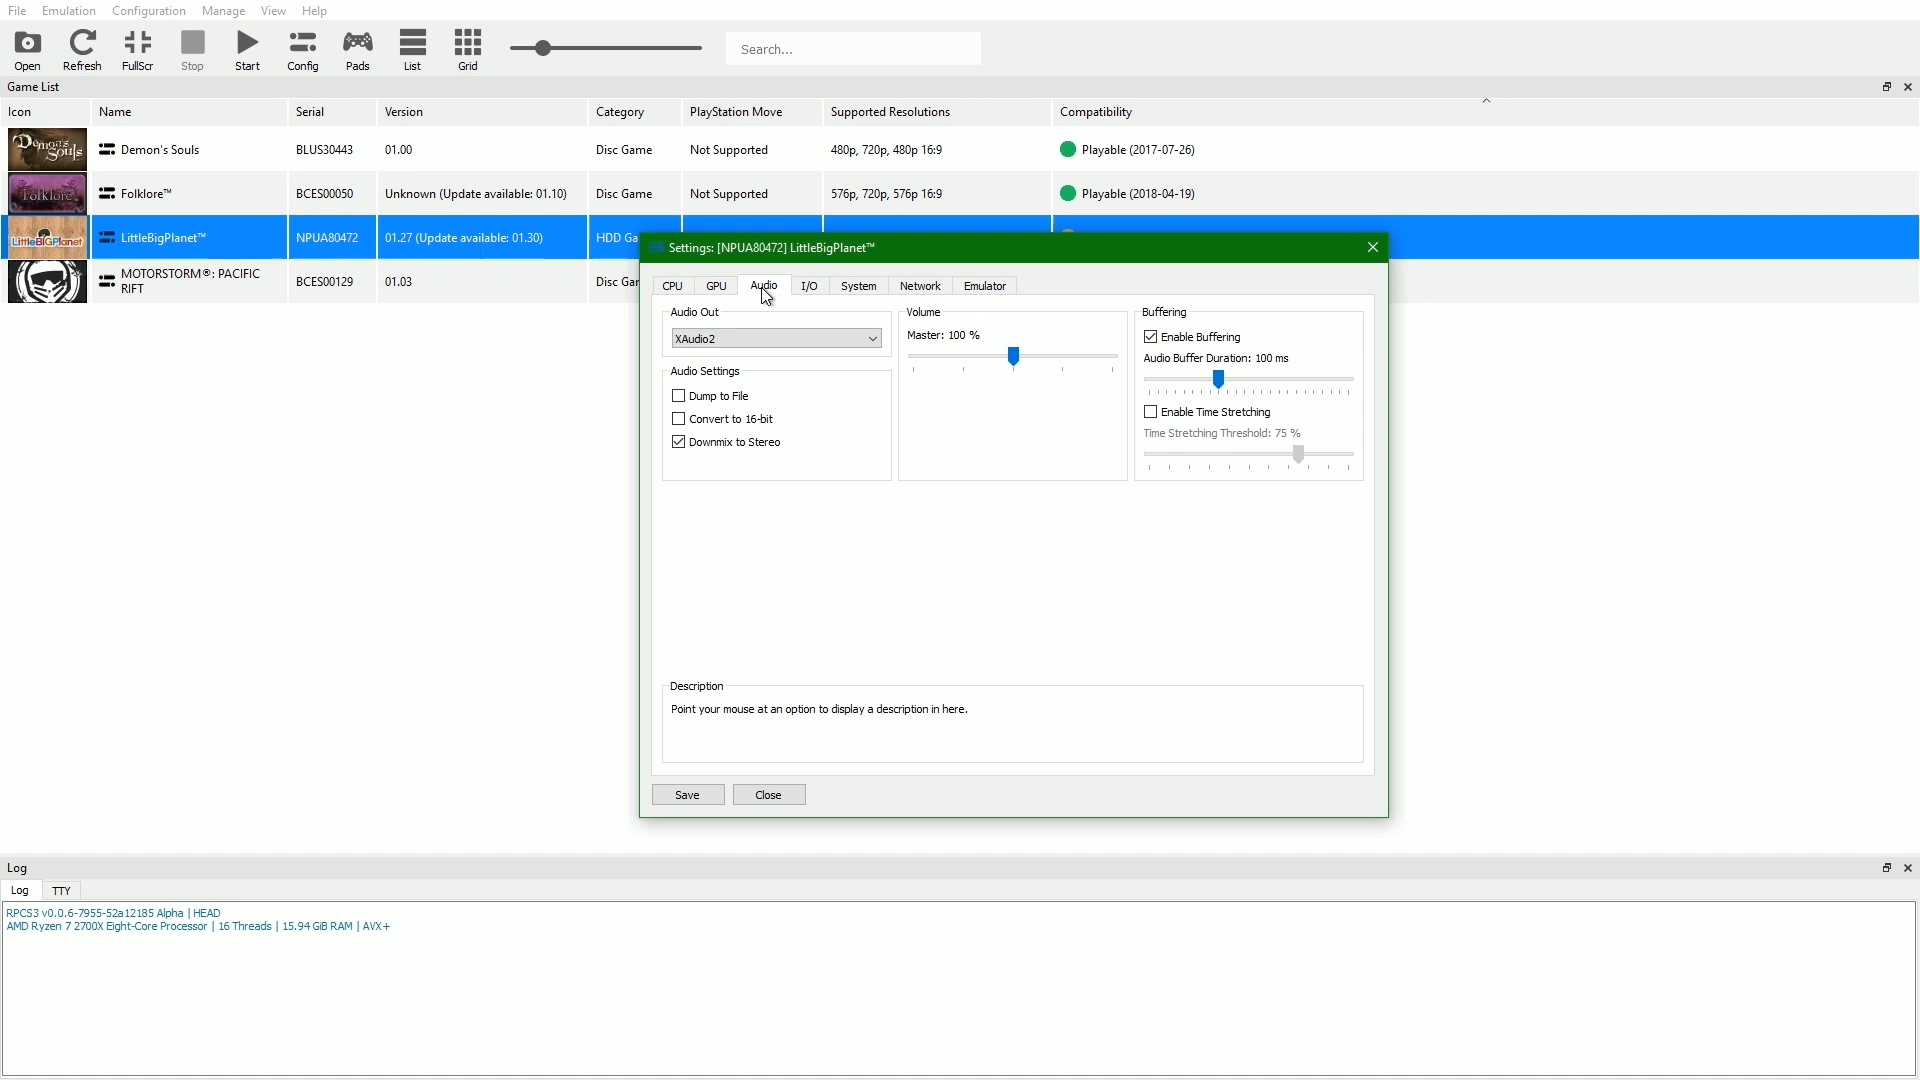 File Emulation Configuration Manage View Help
Open Refresh FullScr Stop Start Config Pads List Grid Search...
Game List
Icon Name Serial Version Category PlayStation Move Supported Resolutions Compatibility
Demon's Souls Demon's Souls BLUS30443 01.00 Disc Game Not Supported 480p, 720p, 480p 16:9 Playable (2017-07-26)
Folklore Folklore™ BCES00050 Unknown (Update available: 01.10) Disc Game Not Supported 576p, 720p, 576p 16:9 Playable (2018-04-19)
LittleBigPlanet LittleBigPlanet™ NPUA80472 01.27 (Update available: 01.30) HDD Ga
MOTORSTORM®: PACIFIC
RIFT
BCES00129 01.03 Disc Gar
Settings: [NPUA80472] LittleBigPlanet™
CPU GPU Audio I/O System Network Emulator
Audio Out
XAudio2
Audio Settings
Dump to File
Convert to 16-bit
Downmix to Stereo
Volume
Master: 100 %
Buffering
Enable Buffering
Audio Buffer Duration: 100 ms
Enable Time Stretching
Time Stretching Threshold: 75 %
Description
Point your mouse at an option to display a description in here.
Save Close
Log
Log TTY
RPCS3 v0.0.6-7955-52a12185 Alpha | HEAD
AMD Ryzen 7 2700X Eight-Core Processor | 16 Threads | 15.94 GiB RAM | AVX+